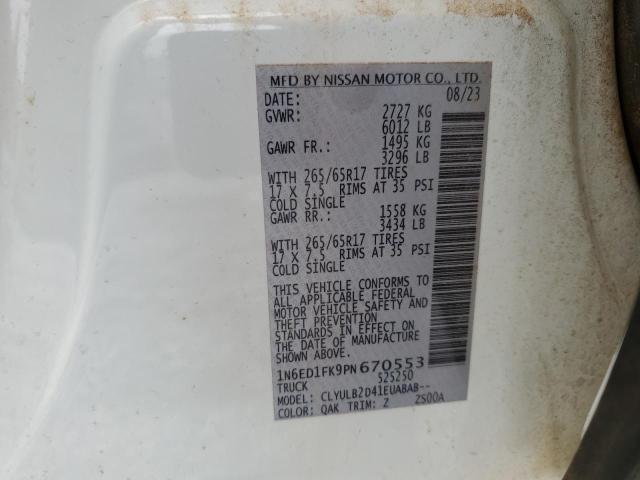 MFD BY NISSAN MOTOR CO., LTD.
DATE: 08/23
GVWR: 2727 KG
6012 LB
GAWR FR.: 1495 KG
3296 LB
WITH 265/65R17 TIRES
17 X 7.5 RIMS AT 35 PSI
COLD SINGLE
GAWR RR.: 1558 KG
3434 LB
WITH 265/65R17 TIRES
17 X 7.5 RIMS AT 35 PSI
COLD SINGLE
THIS VEHICLE CONFORMS TO
ALL APPLICABLE FEDERAL
MOTOR VEHICLE SAFETY AND
THEFT PREVENTION
STANDARDS IN EFFECT ON
THE DATE OF MANUFACTURE
SHOWN ABOVE.
1N6ED1FK9PN670553
TRUCK 525250
MODEL: CLYULB2D41EUABAB--
COLOR: QAK TRIM: Z ZS00A